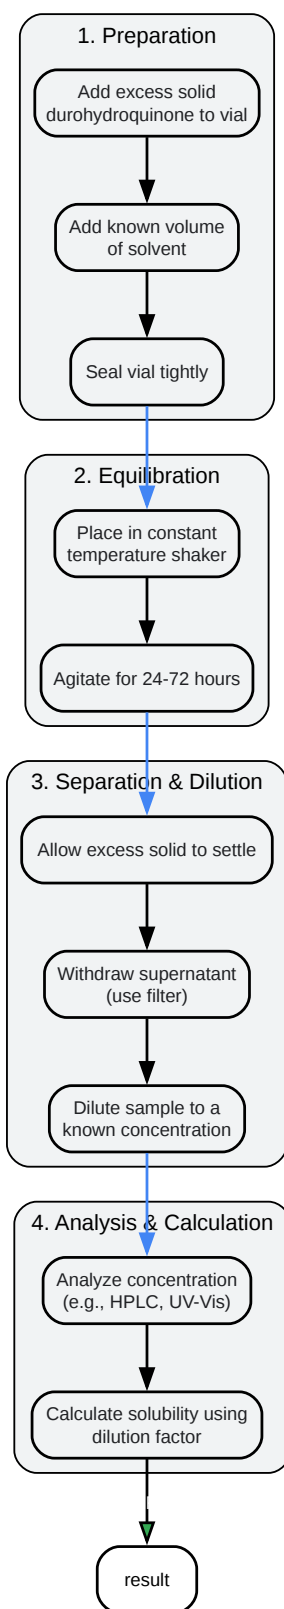 1. Preparation
Add excess solid
durohydroquinone to vial
Add known volume
of solvent
Seal vial tightly
2. Equilibration
Place in constant
temperature shaker
Agitate for 24-72 hours
3. Separation & Dilution
Allow excess solid to settle
Withdraw supernatant
(use filter)
Dilute sample to a
known concentration
4. Analysis & Calculation
Analyze concentration
(e.g., HPLC, UV-Vis)
Calculate solubility using
dilution factor
result